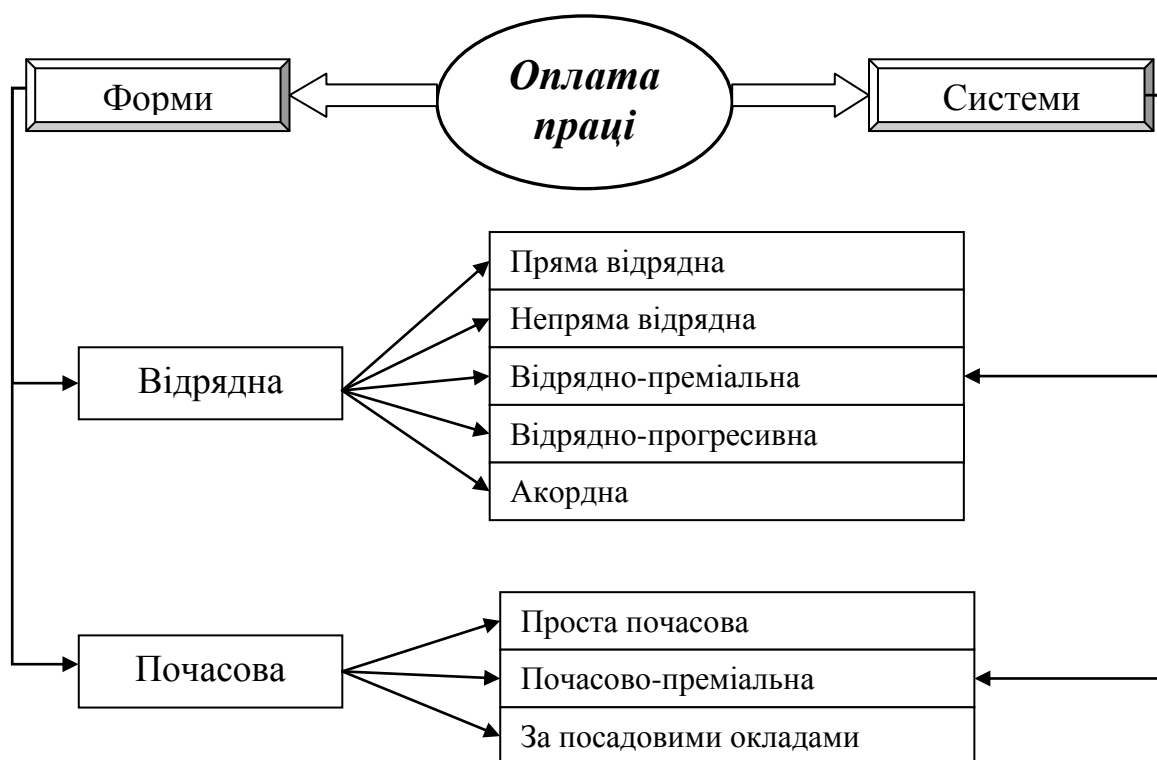 Оплата
праці
Форми
Системи
Пряма відрядна
Непряма відрядна
Відрядна
Відрядно-преміальна
Відрядно-прогресивна
Акордна
Проста почасова
Почасова
Почасово-преміальна
За посадовими окладами